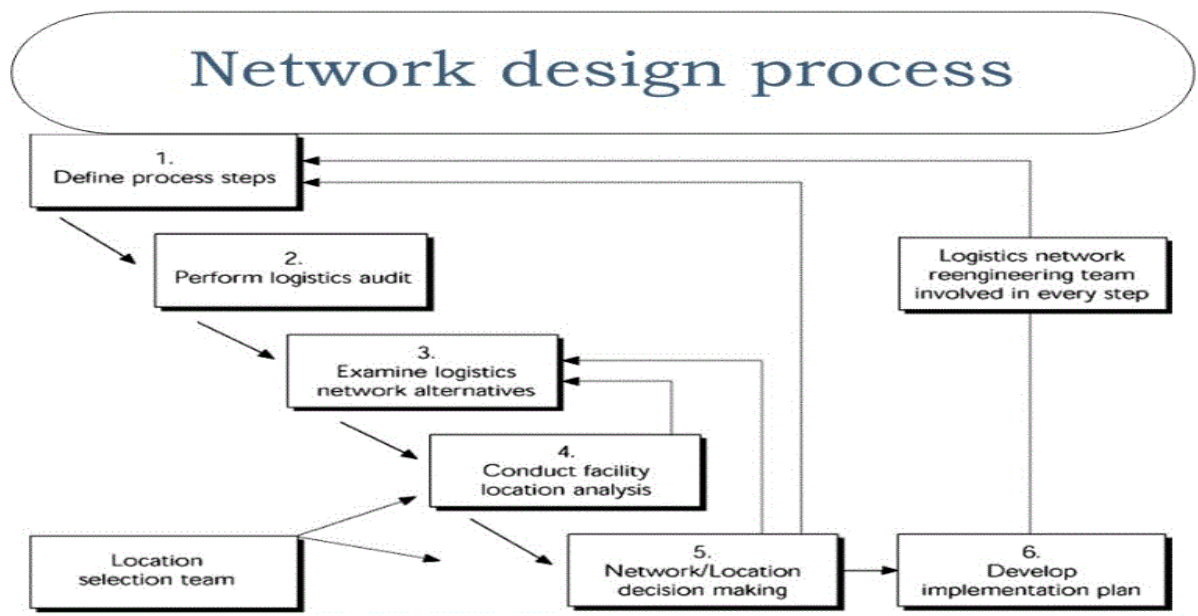 Network design process
1.
Define process steps
2.
Perform logistics audit
Logistics network
reengineering team
involved in every step
3.
Examine logistics
network alternatives
4.
Conduct facility
location analysis
Location
selection team
5.
Network/Location
decision making
6.
Develop
implementation plan